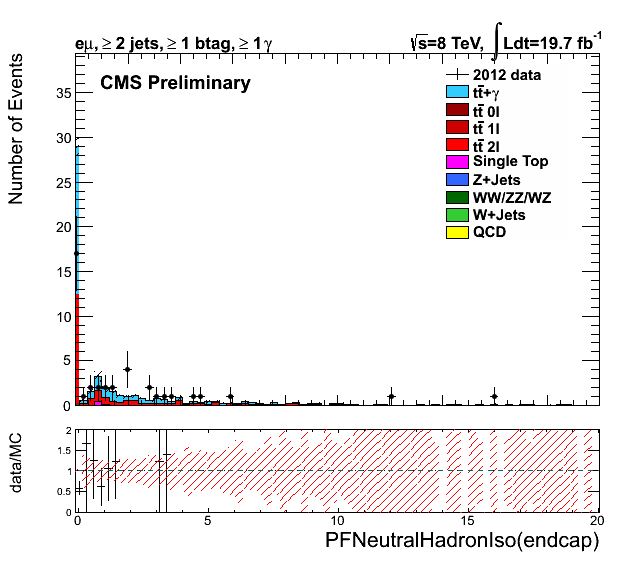 eμ, ≥ 2 jets, ≥ 1 btag, ≥ 1 γ
√s=8 TeV, ∫Ldt=19.7 fb⁻¹
CMS Preliminary
Number of Events
35
30
25
20
15
10
5
0
2012 data
tt̄+γ
tt̄ 0l
tt̄ 1l
tt̄ 2l
Single Top
Z+Jets
WW/ZZ/WZ
W+Jets
QCD
data/MC
2
1.5
1
0.5
0
0 5 10 15 20
PFNeutralHadronIso(endcap)